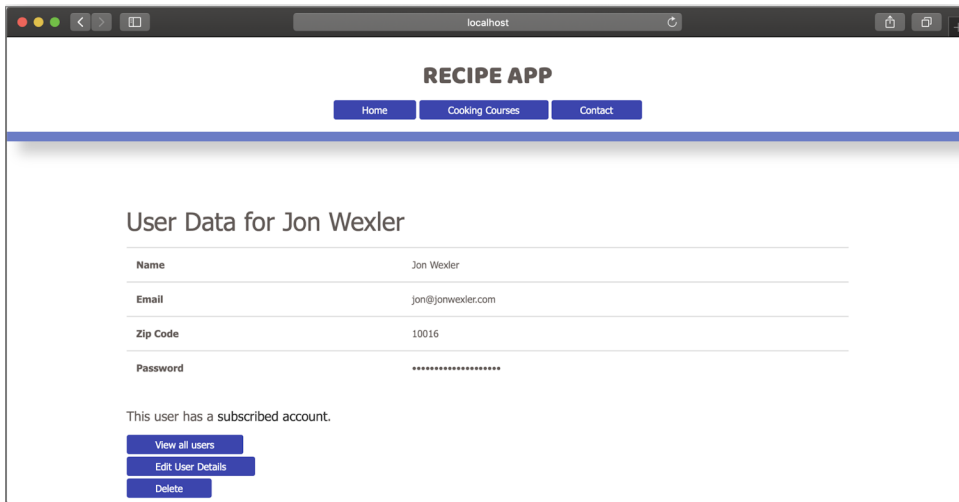 localhost
RECIPE APP
Home Cooking Courses Contact
User Data for Jon Wexler
Name Jon Wexler
Email jon@jonwexler.com
Zip Code 10016
Password ••••••••••••••••••••
This user has a subscribed account.
View all users
Edit User Details
Delete